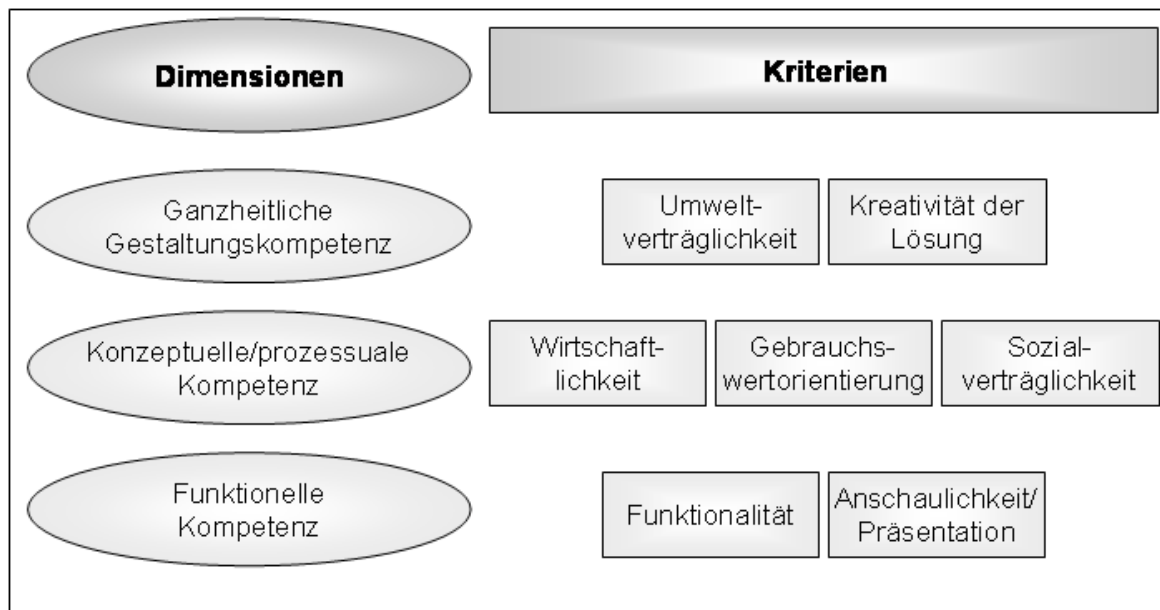 Dimensionen
Kriterien
Ganzheitliche
Gestaltungskompetenz
Umwelt-
verträglichkeit
Kreativität der
Lösung
Konzeptuelle/prozessuale
Kompetenz
Wirtschaft-
lichkeit
Gebrauchs-
wertorientierung
Sozial-
verträglichkeit
Funktionelle
Kompetenz
Funktionalität
Anschaulichkeit/
Präsentation